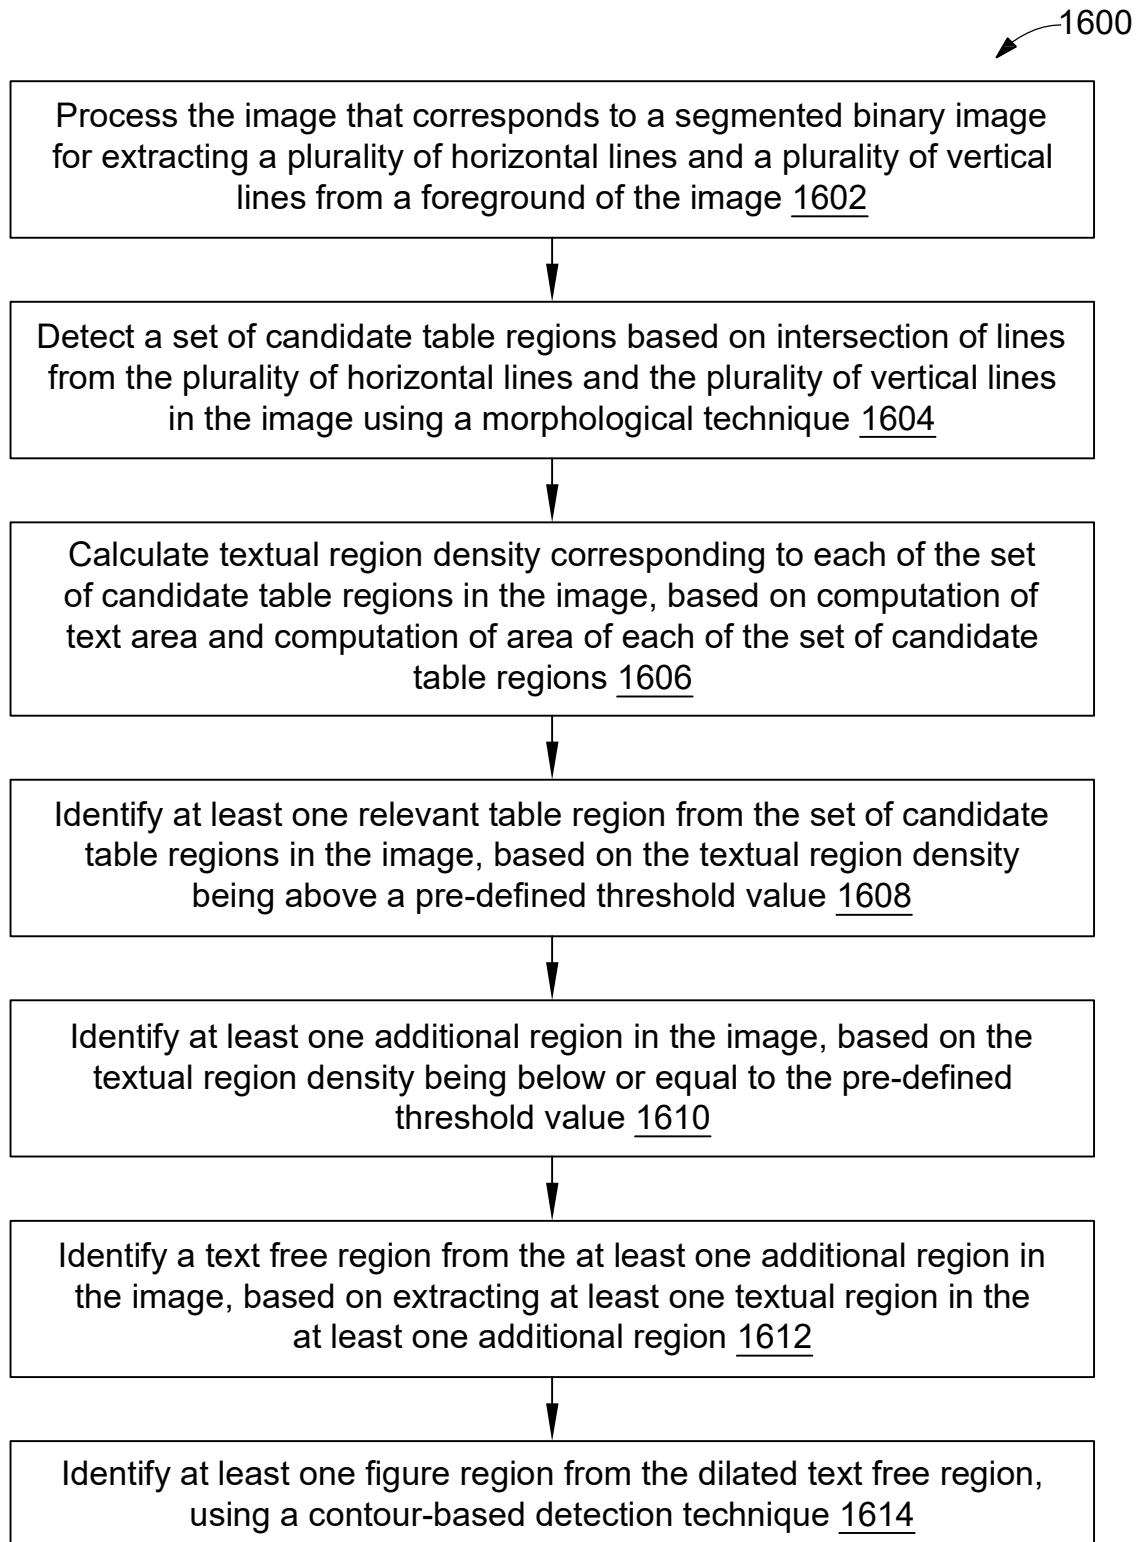 1600
Process the image that corresponds to a segmented binary image
for extracting a plurality of horizontal lines and a plurality of vertical
lines from a foreground of the image 1602
Detect a set of candidate table regions based on intersection of lines
from the plurality of horizontal lines and the plurality of vertical lines
in the image using a morphological technique 1604
Calculate textual region density corresponding to each of the set
of candidate table regions in the image, based on computation of
text area and computation of area of each of the set of candidate
table regions 1606
Identify at least one relevant table region from the set of candidate
table regions in the image, based on the textual region density
being above a pre-defined threshold value 1608
Identify at least one additional region in the image, based on the
textual region density being below or equal to the pre-defined
threshold value 1610
Identify a text free region from the at least one additional region in
the image, based on extracting at least one textual region in the
at least one additional region 1612
Identify at least one figure region from the dilated text free region,
using a contour-based detection technique 1614